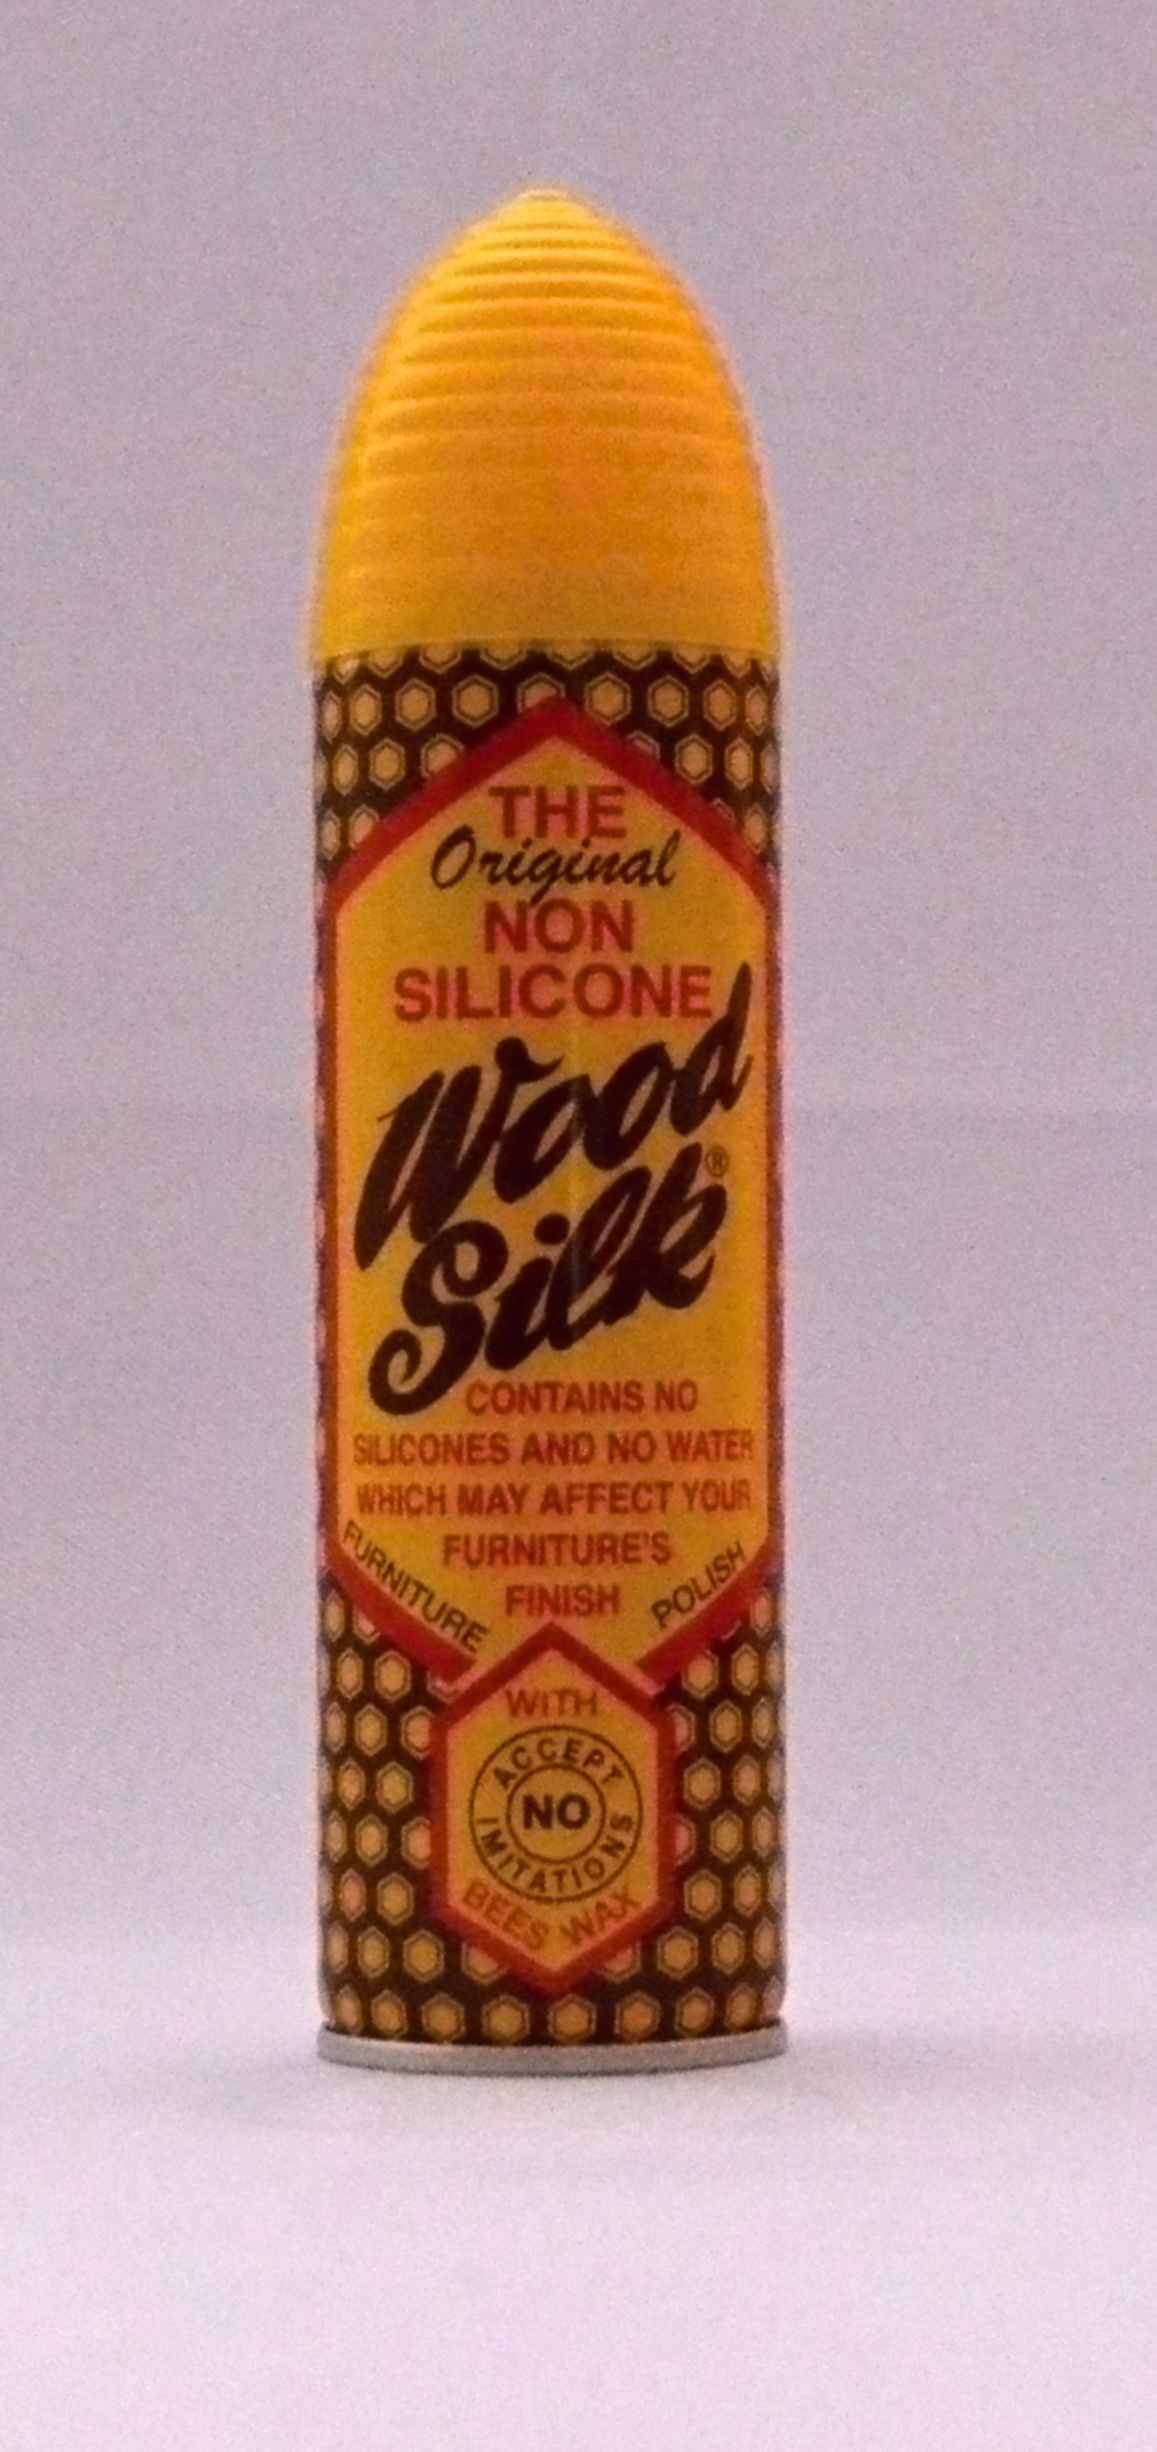 THE
Original
NON
SILICONE
Wood
Silk®
CONTAINS NO
SILICONES AND NO WATER
WHICH MAY AFFECT YOUR
FURNITURE'S
FINISH
FURNITURE POLISH
WITH
ACCEPT
NO
IMITATIONS
BEES WAX